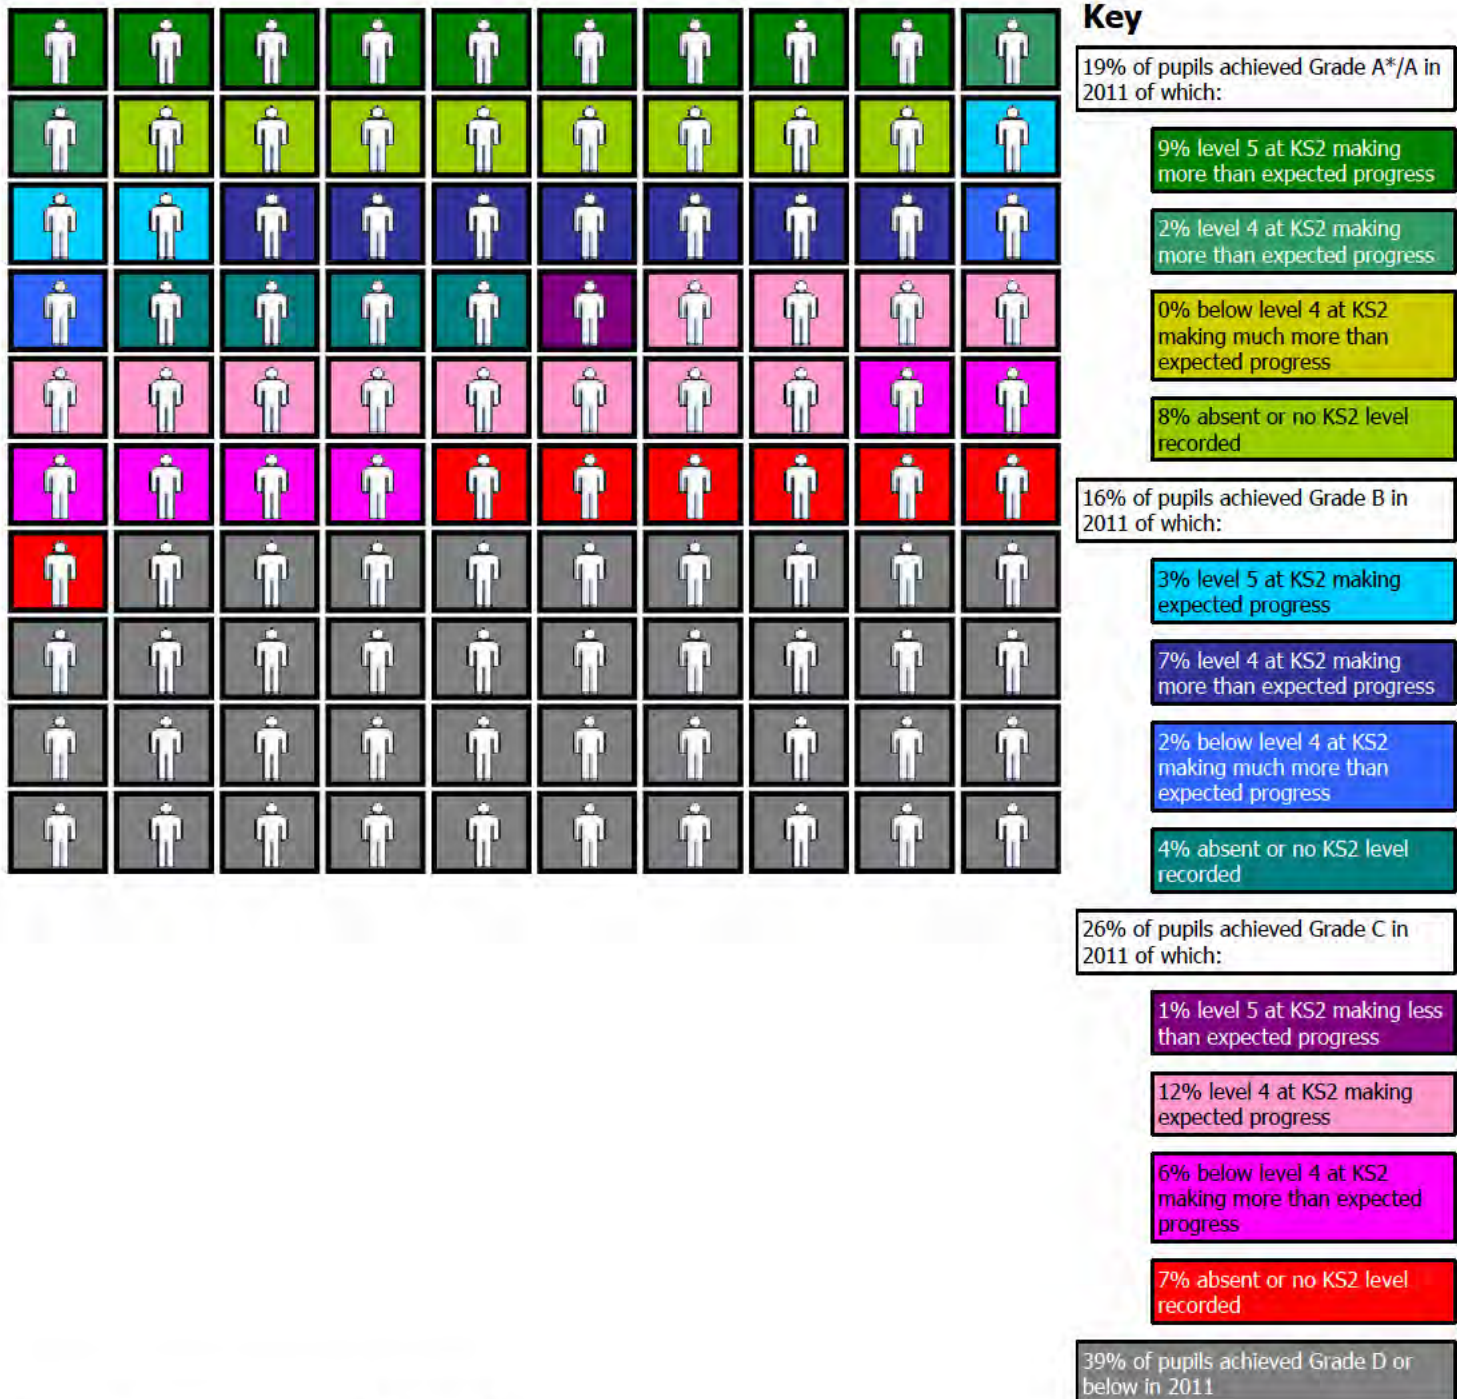 Key
19% of pupils achieved Grade A*/A in
2011 of which:
9% level 5 at KS2 making
more than expected progress
2% level 4 at KS2 making
more than expected progress
0% below level 4 at KS2
making much more than
expected progress
8% absent or no KS2 level
recorded
16% of pupils achieved Grade B in
2011 of which:
3% level 5 at KS2 making
expected progress
7% level 4 at KS2 making
more than expected progress
2% below level 4 at KS2
making much more than
expected progress
4% absent or no KS2 level
recorded
26% of pupils achieved Grade C in
2011 of which:
1% level 5 at KS2 making less
than expected progress
12% level 4 at KS2 making
expected progress
6% below level 4 at KS2
making more than expected
progress
7% absent or no KS2 level
recorded
39% of pupils achieved Grade D or
below in 2011